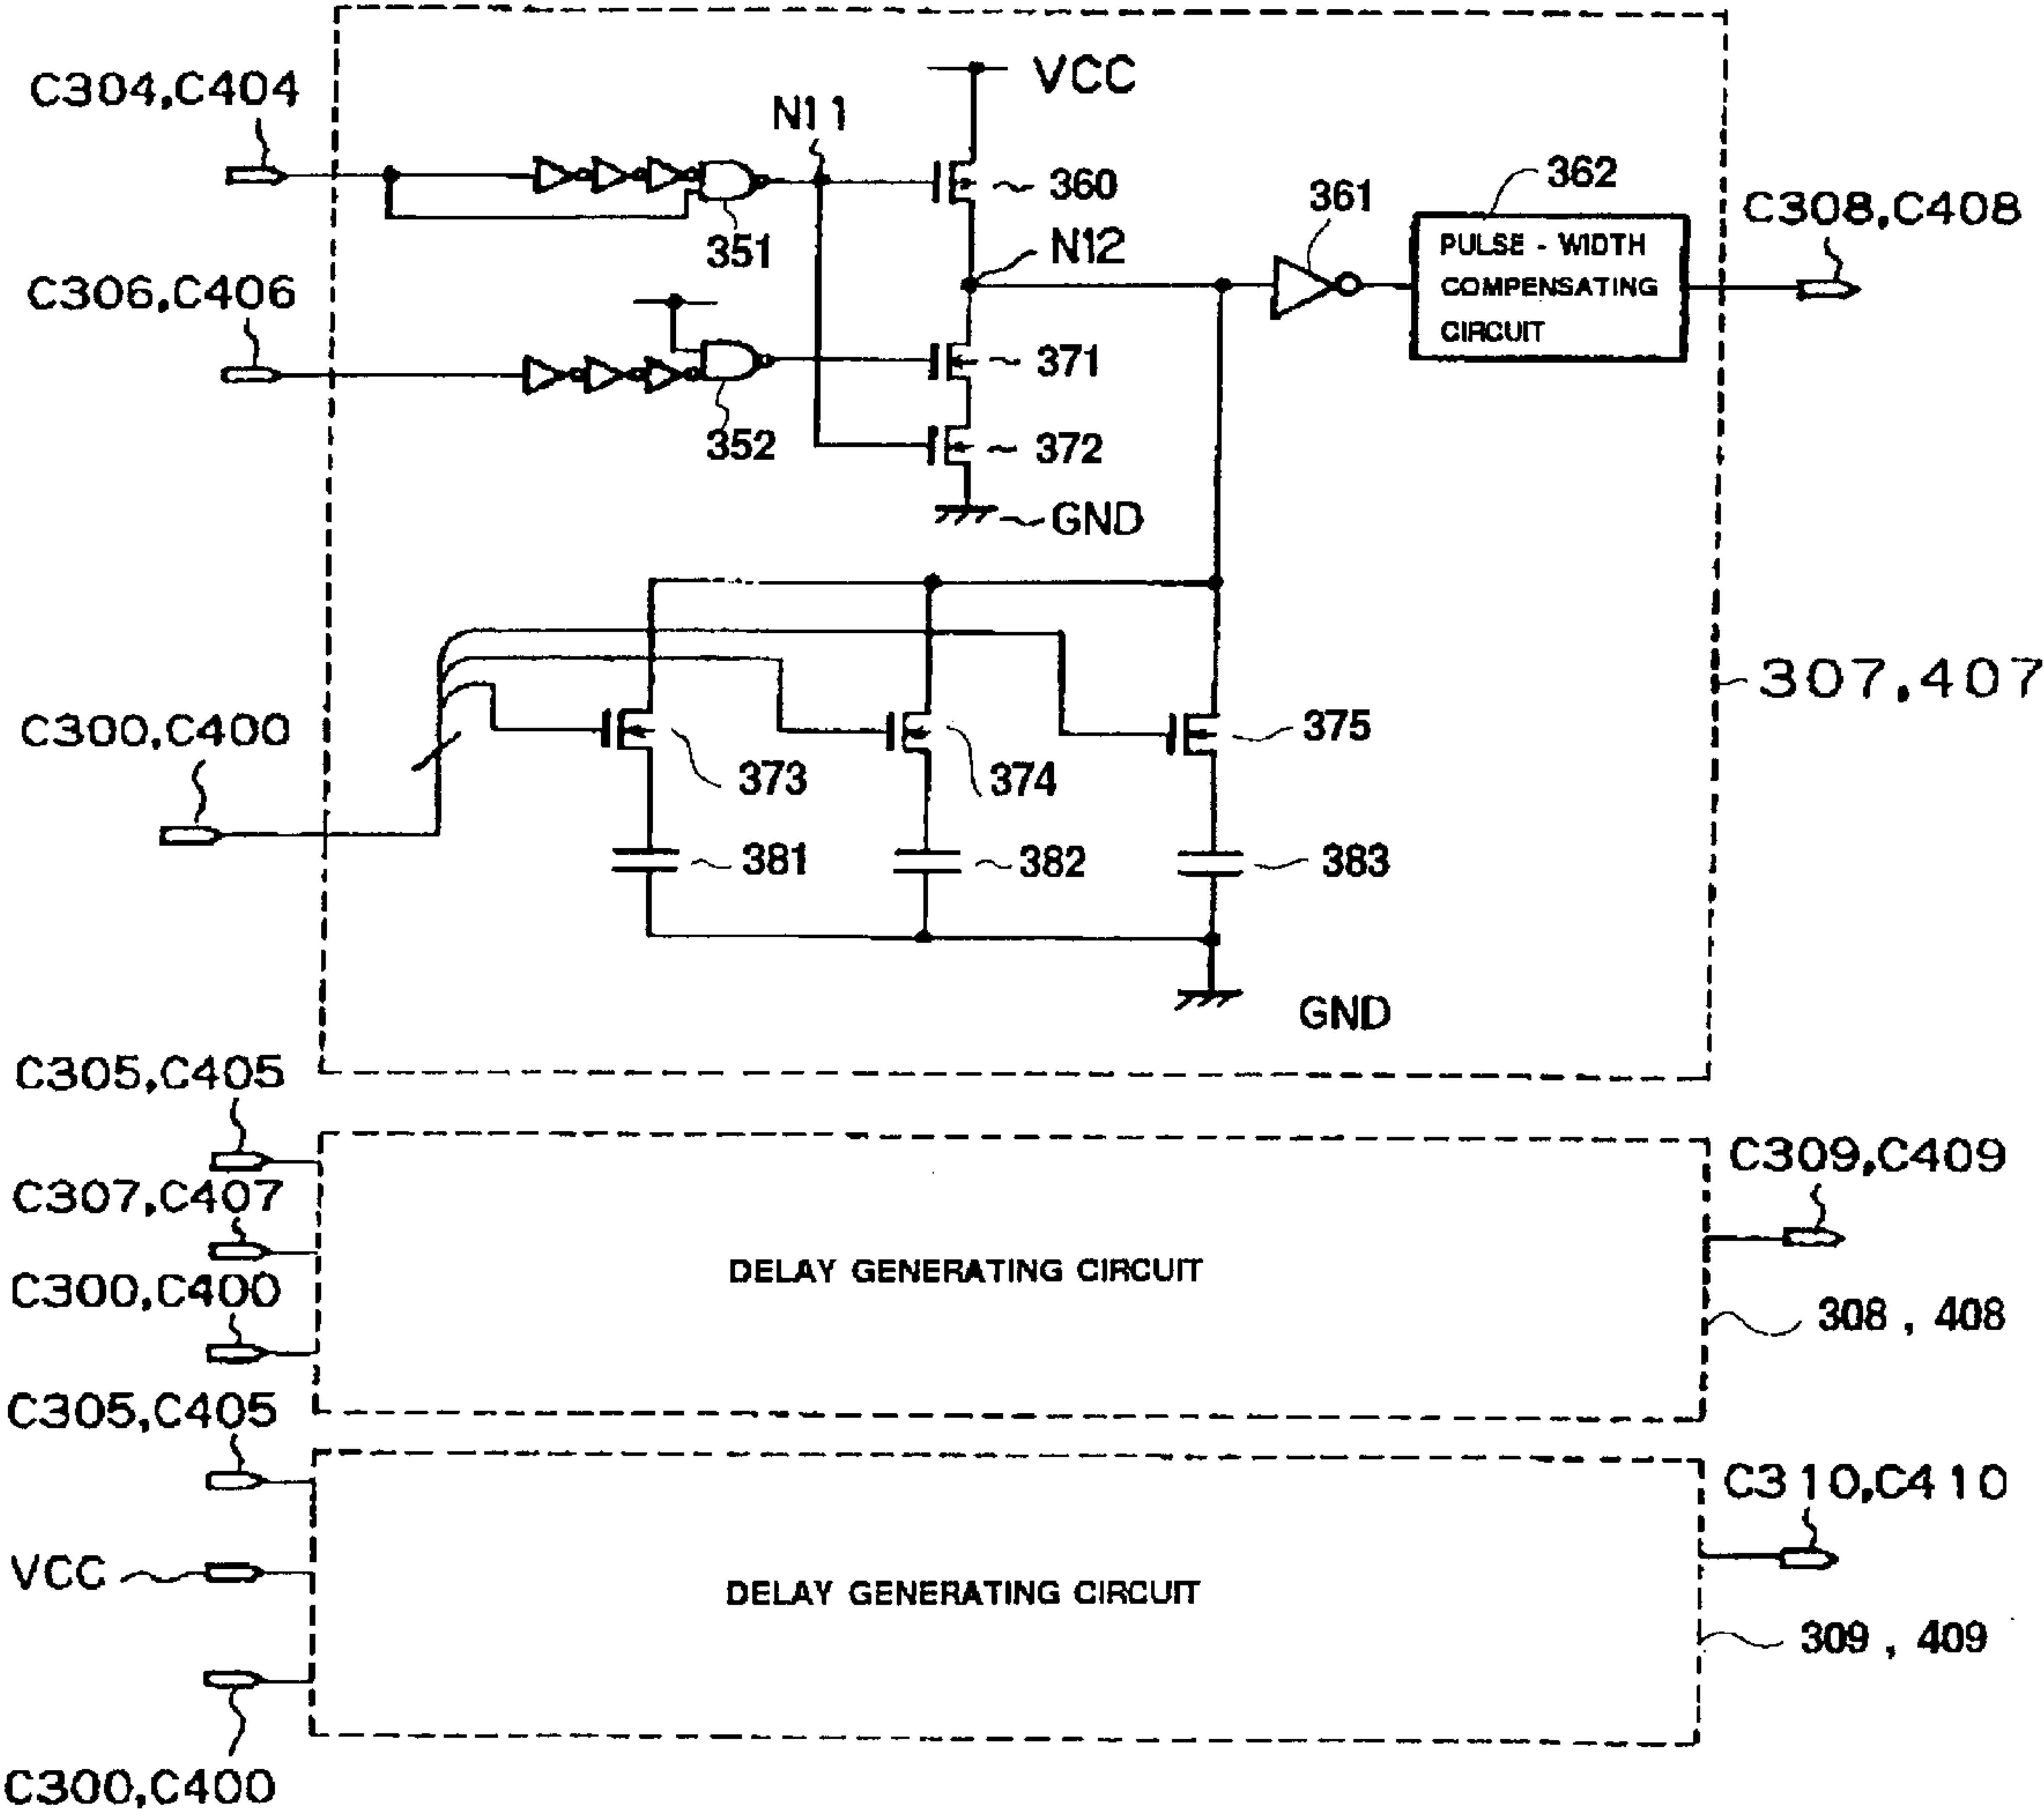 C304,C404
VCC
N11
360
361
362
C308,C408
351
N12
PULSE - WIDTH
COMPENSATING
CIRCUIT
C306,C406
371
352
372
GND
307,407
C300,C400
373
374
375
381
382
383
GND
C305,C405
C309,C409
C307,C407
DELAY GENERATING CIRCUIT
C300,C400
308 , 408
C305,C405
C310,C410
VCC
DELAY GENERATING CIRCUIT
309 , 409
C300,C400